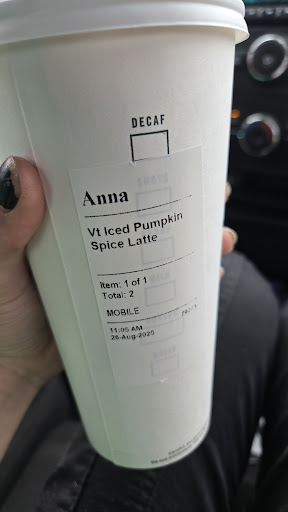 DECAF
Anna
Vt Iced Pumpkin
Spice Latte
Item: 1 of 1
Total: 2
MOBILE
11:05 AM
26-Aug-2025
DECAF